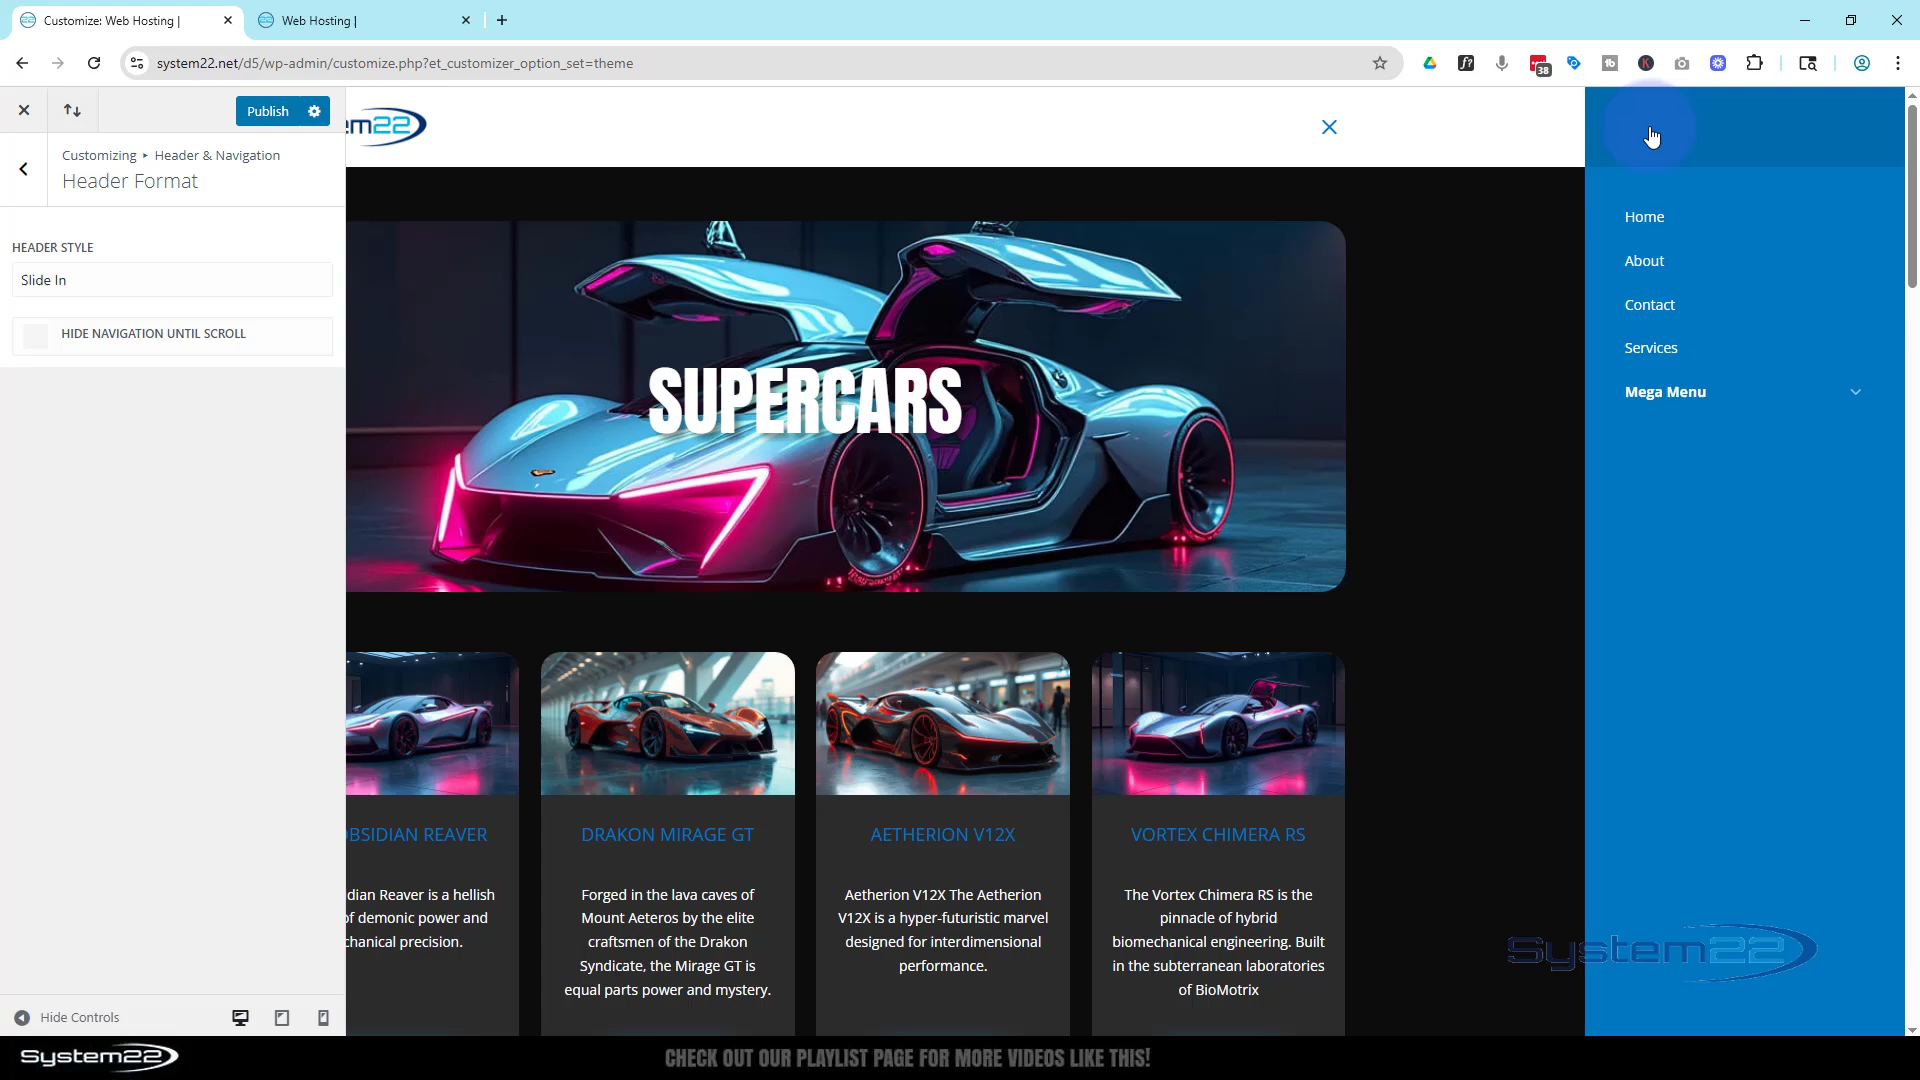 Customize: Web Hosting |
Web Hosting |
system22.net/d5/wp-admin/customize.php?et_customizer_option_set=theme
38
Publish
Customizing ▸ Header & Navigation
Header Format
HEADER STYLE
Slide In
HIDE NAVIGATION UNTIL SCROLL
Hide Controls
m22
Home
About
Contact
Services
Mega Menu
SUPERCARS
BSIDIAN REAVER
dian Reaver is a hellish
of demonic power and
chanical precision.
DRAKON MIRAGE GT
Forged in the lava caves of
Mount Aeteros by the elite
craftsmen of the Drakon
Syndicate, the Mirage GT is
equal parts power and mystery.
AETHERION V12X
Aetherion V12X The Aetherion
V12X is a hyper-futuristic marvel
designed for interdimensional
performance.
VORTEX CHIMERA RS
The Vortex Chimera RS is the
pinnacle of hybrid
biomechanical engineering. Built
in the subterranean laboratories
of BioMotrix
System22
System22
CHECK OUT OUR PLAYLIST PAGE FOR MORE VIDEOS LIKE THIS!